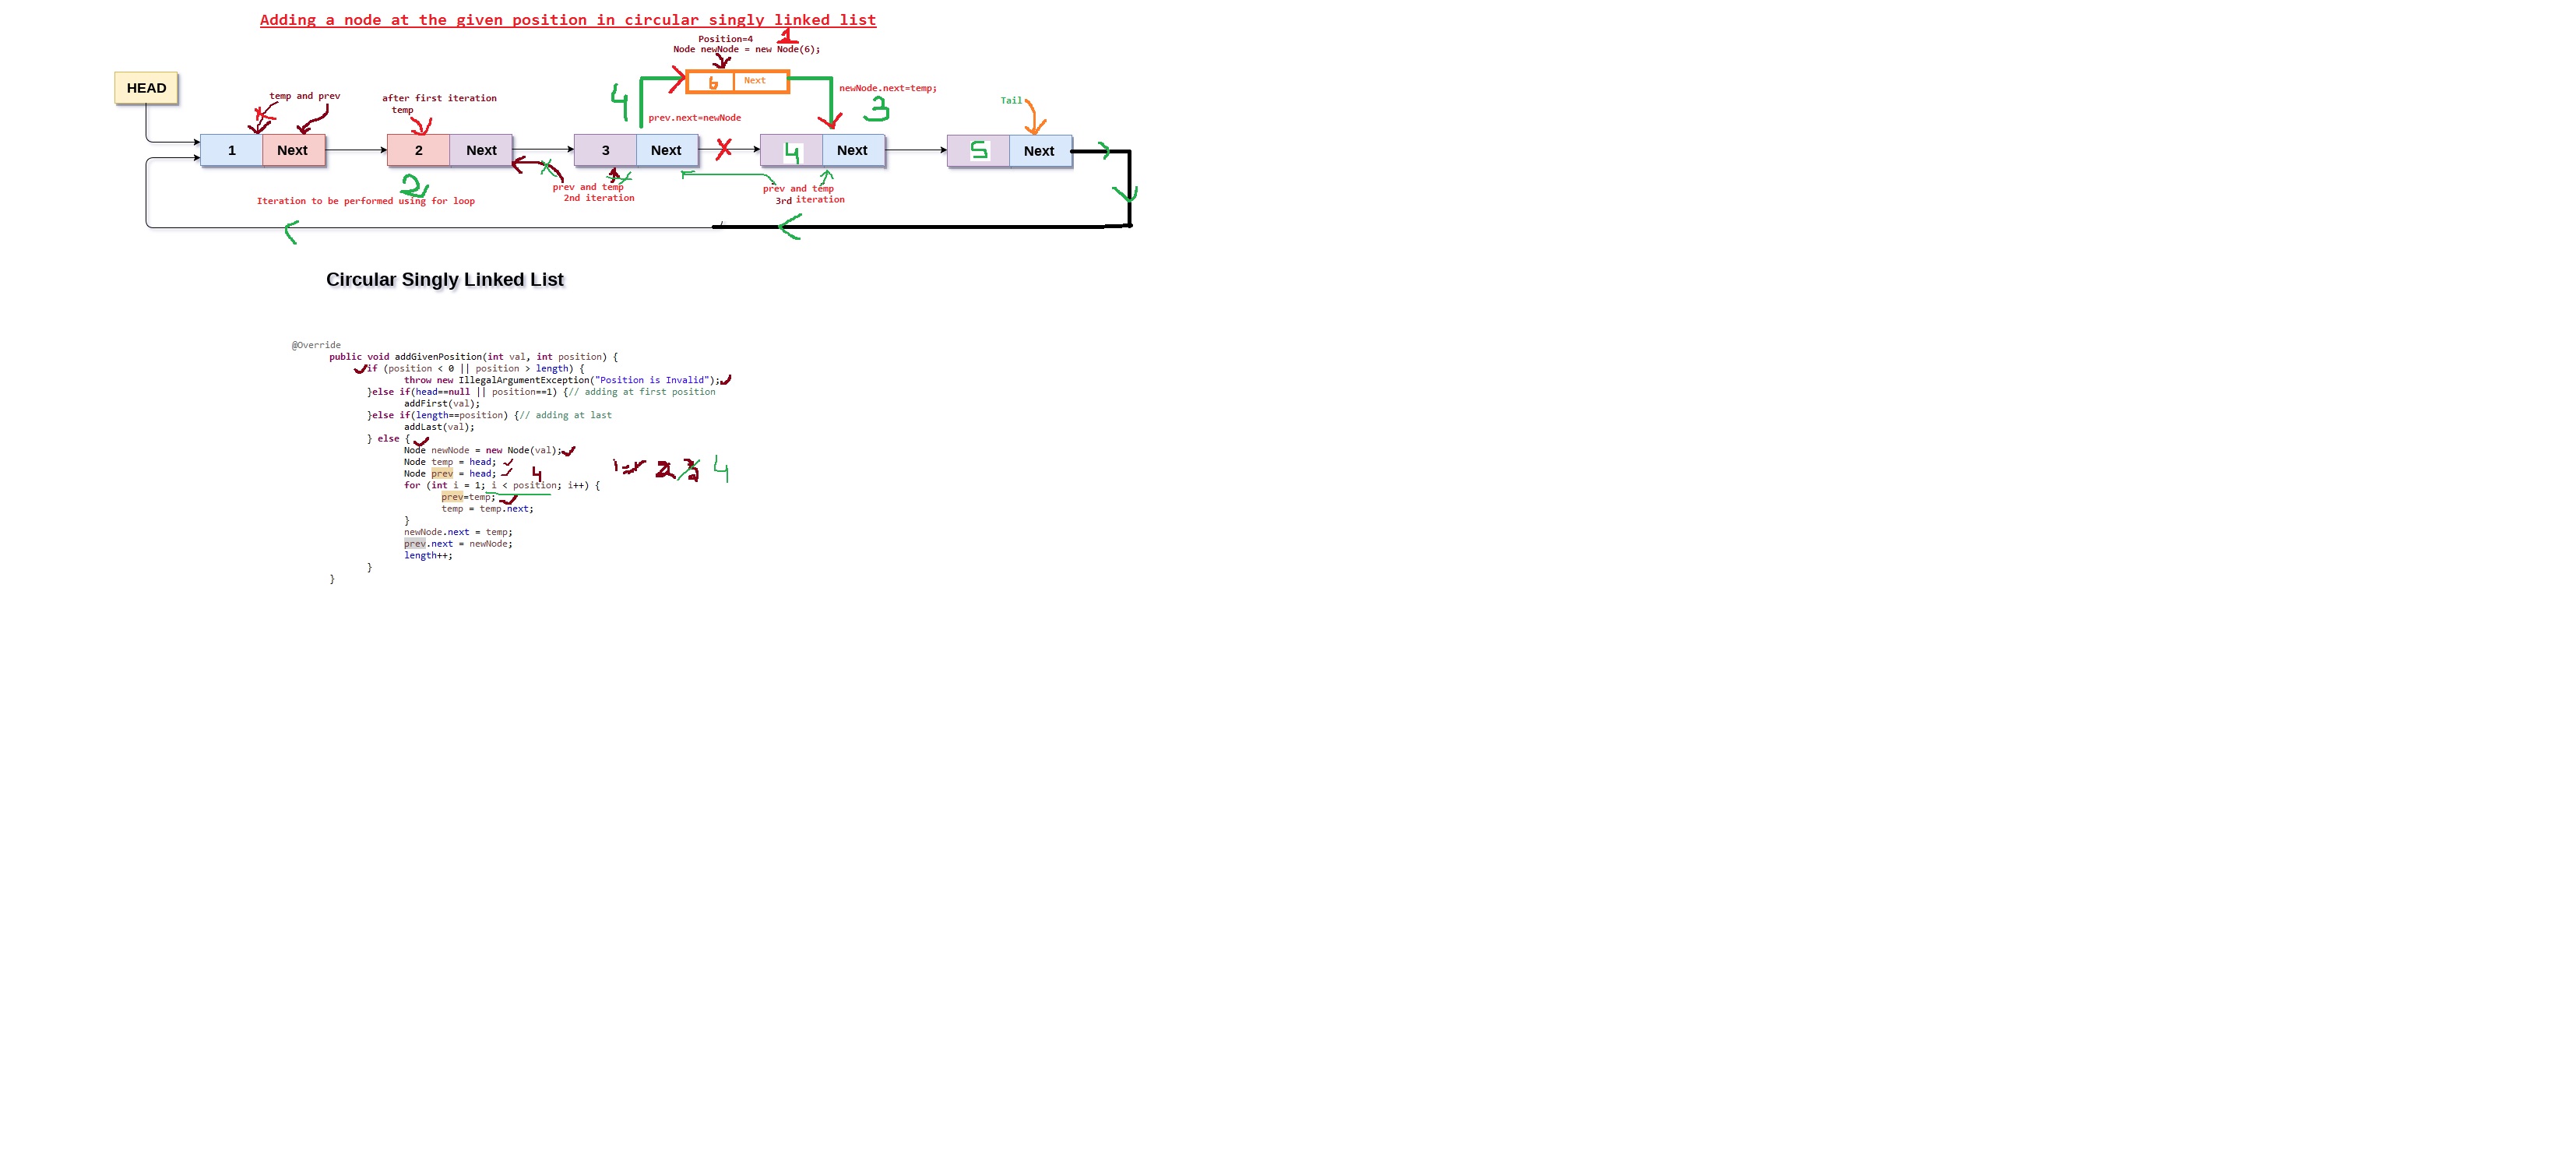 Adding a node at the given position in circular singly linked list
1
Position=4
Node newNode = new Node(6);
HEAD
6 Next
4
newNode.next=temp;
3
prev.next=newNode
temp and prev
after first iteration
temp
Tail
1 Next
2 Next
3 Next
X
4 Next
5 Next
2
prev and temp
2nd iteration
prev and temp
3rd iteration
Iteration to be performed using for loop
Circular Singly Linked List
@Override
public void addGivenPosition(int val, int position) {
if (position < 0 || position > length) {
throw new IllegalArgumentException("Position is Invalid");
}else if(head==null || position==1) {// adding at first position
addFirst(val);
}else if(length==position) {// adding at last
addLast(val);
} else {
Node newNode = new Node(val);
Node temp = head;
Node prev = head;
4
i=1 2 3 4
for (int i = 1; i < position; i++) {
prev=temp;
temp = temp.next;
}
newNode.next = temp;
prev.next = newNode;
length++;
}
}